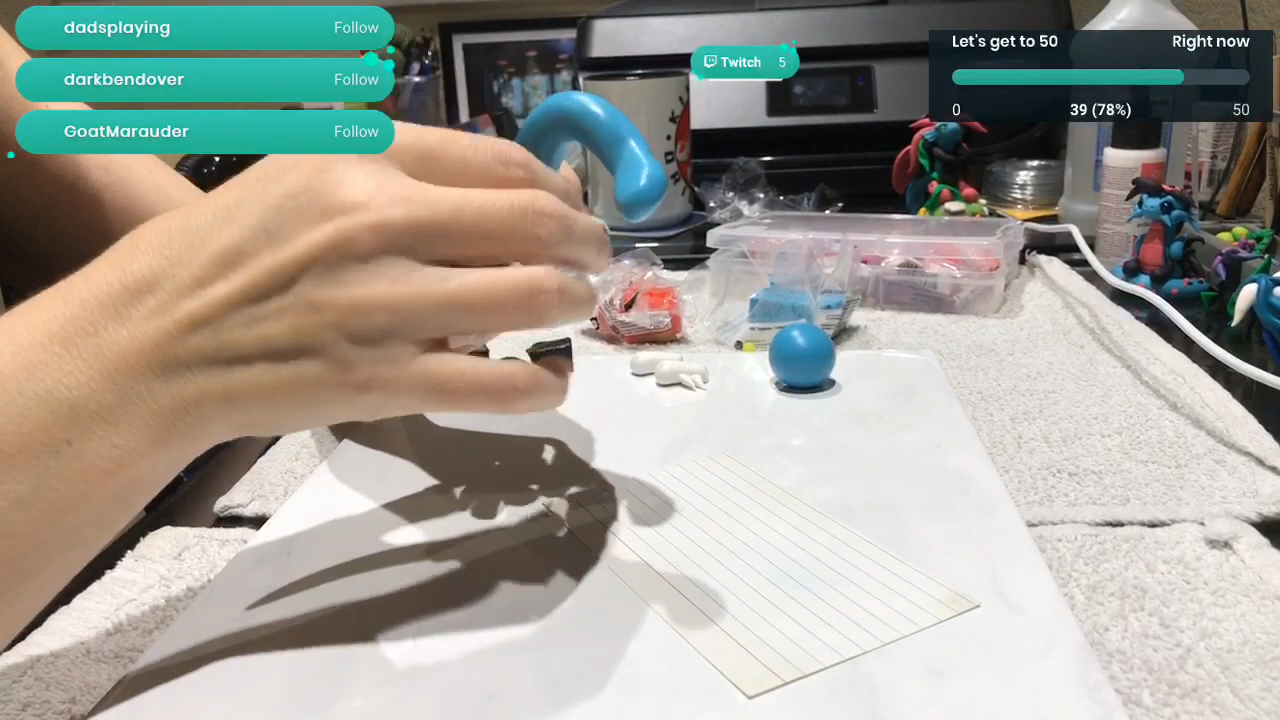 dadsplaying Follow
darkbendover Follow
GoatMarauder Follow
Twitch 5
Let's get to 50 Right now
0 39 (78%) 50